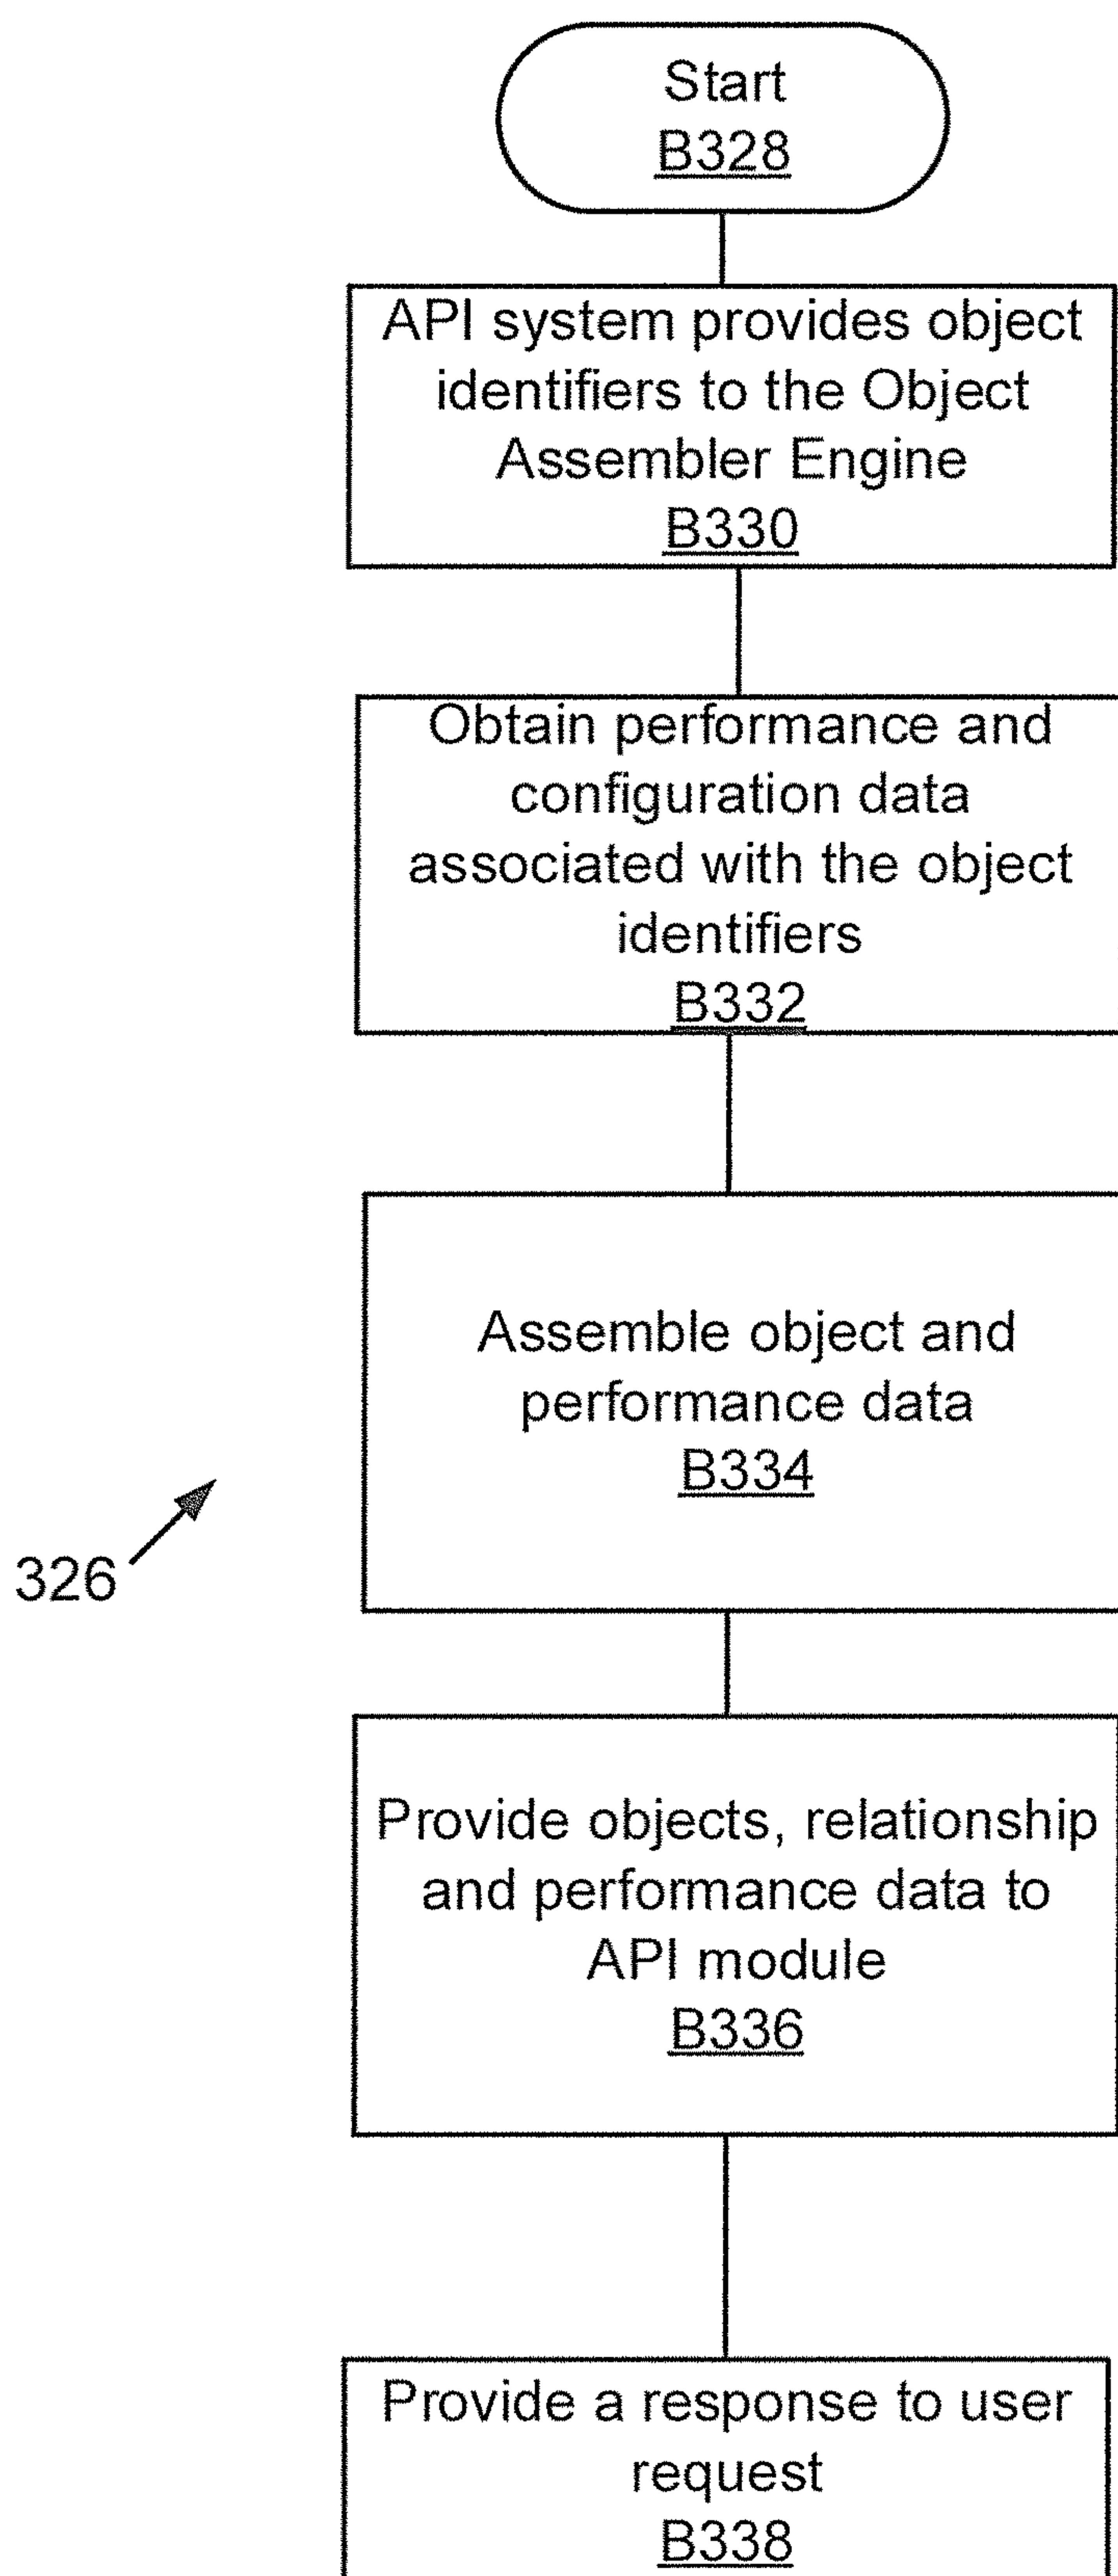 Start
B328
API system provides object
identifiers to the Object
Assembler Engine
B330
Obtain performance and
configuration data
associated with the object
identifiers
B332
Assemble object and
performance data
B334
326
Provide objects, relationship
and performance data to
API module
B336
Provide a response to user
request
B338